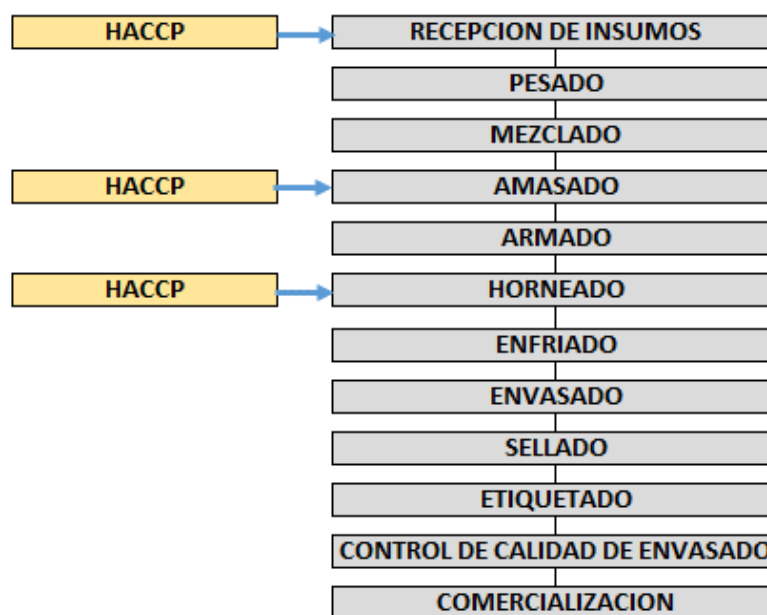 HACCP
RECEPCION DE INSUMOS
PESADO
MEZCLADO
HACCP
AMASADO
ARMADO
HACCP
HORNEADO
ENFRIADO
ENVASADO
SELLADO
ETIQUETADO
CONTROL DE CALIDAD DE ENVASADO
COMERCIALIZACION